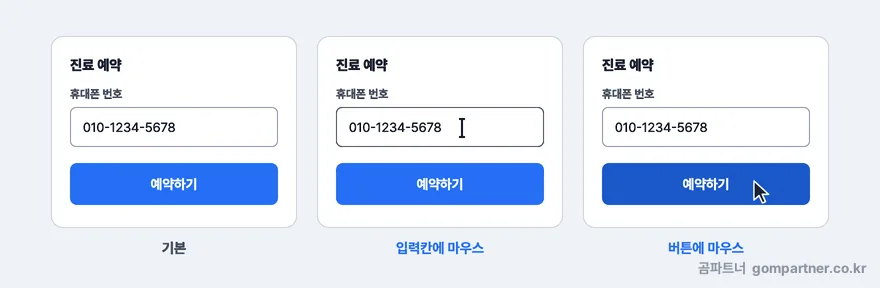 진료 예약
휴대폰 번호
010-1234-5678
예약하기
기본
진료 예약
휴대폰 번호
010-1234-5678
예약하기
입력칸에 마우스
진료 예약
휴대폰 번호
010-1234-5678
예약하기
버튼에 마우스
곰파트너 gompartner.co.kr